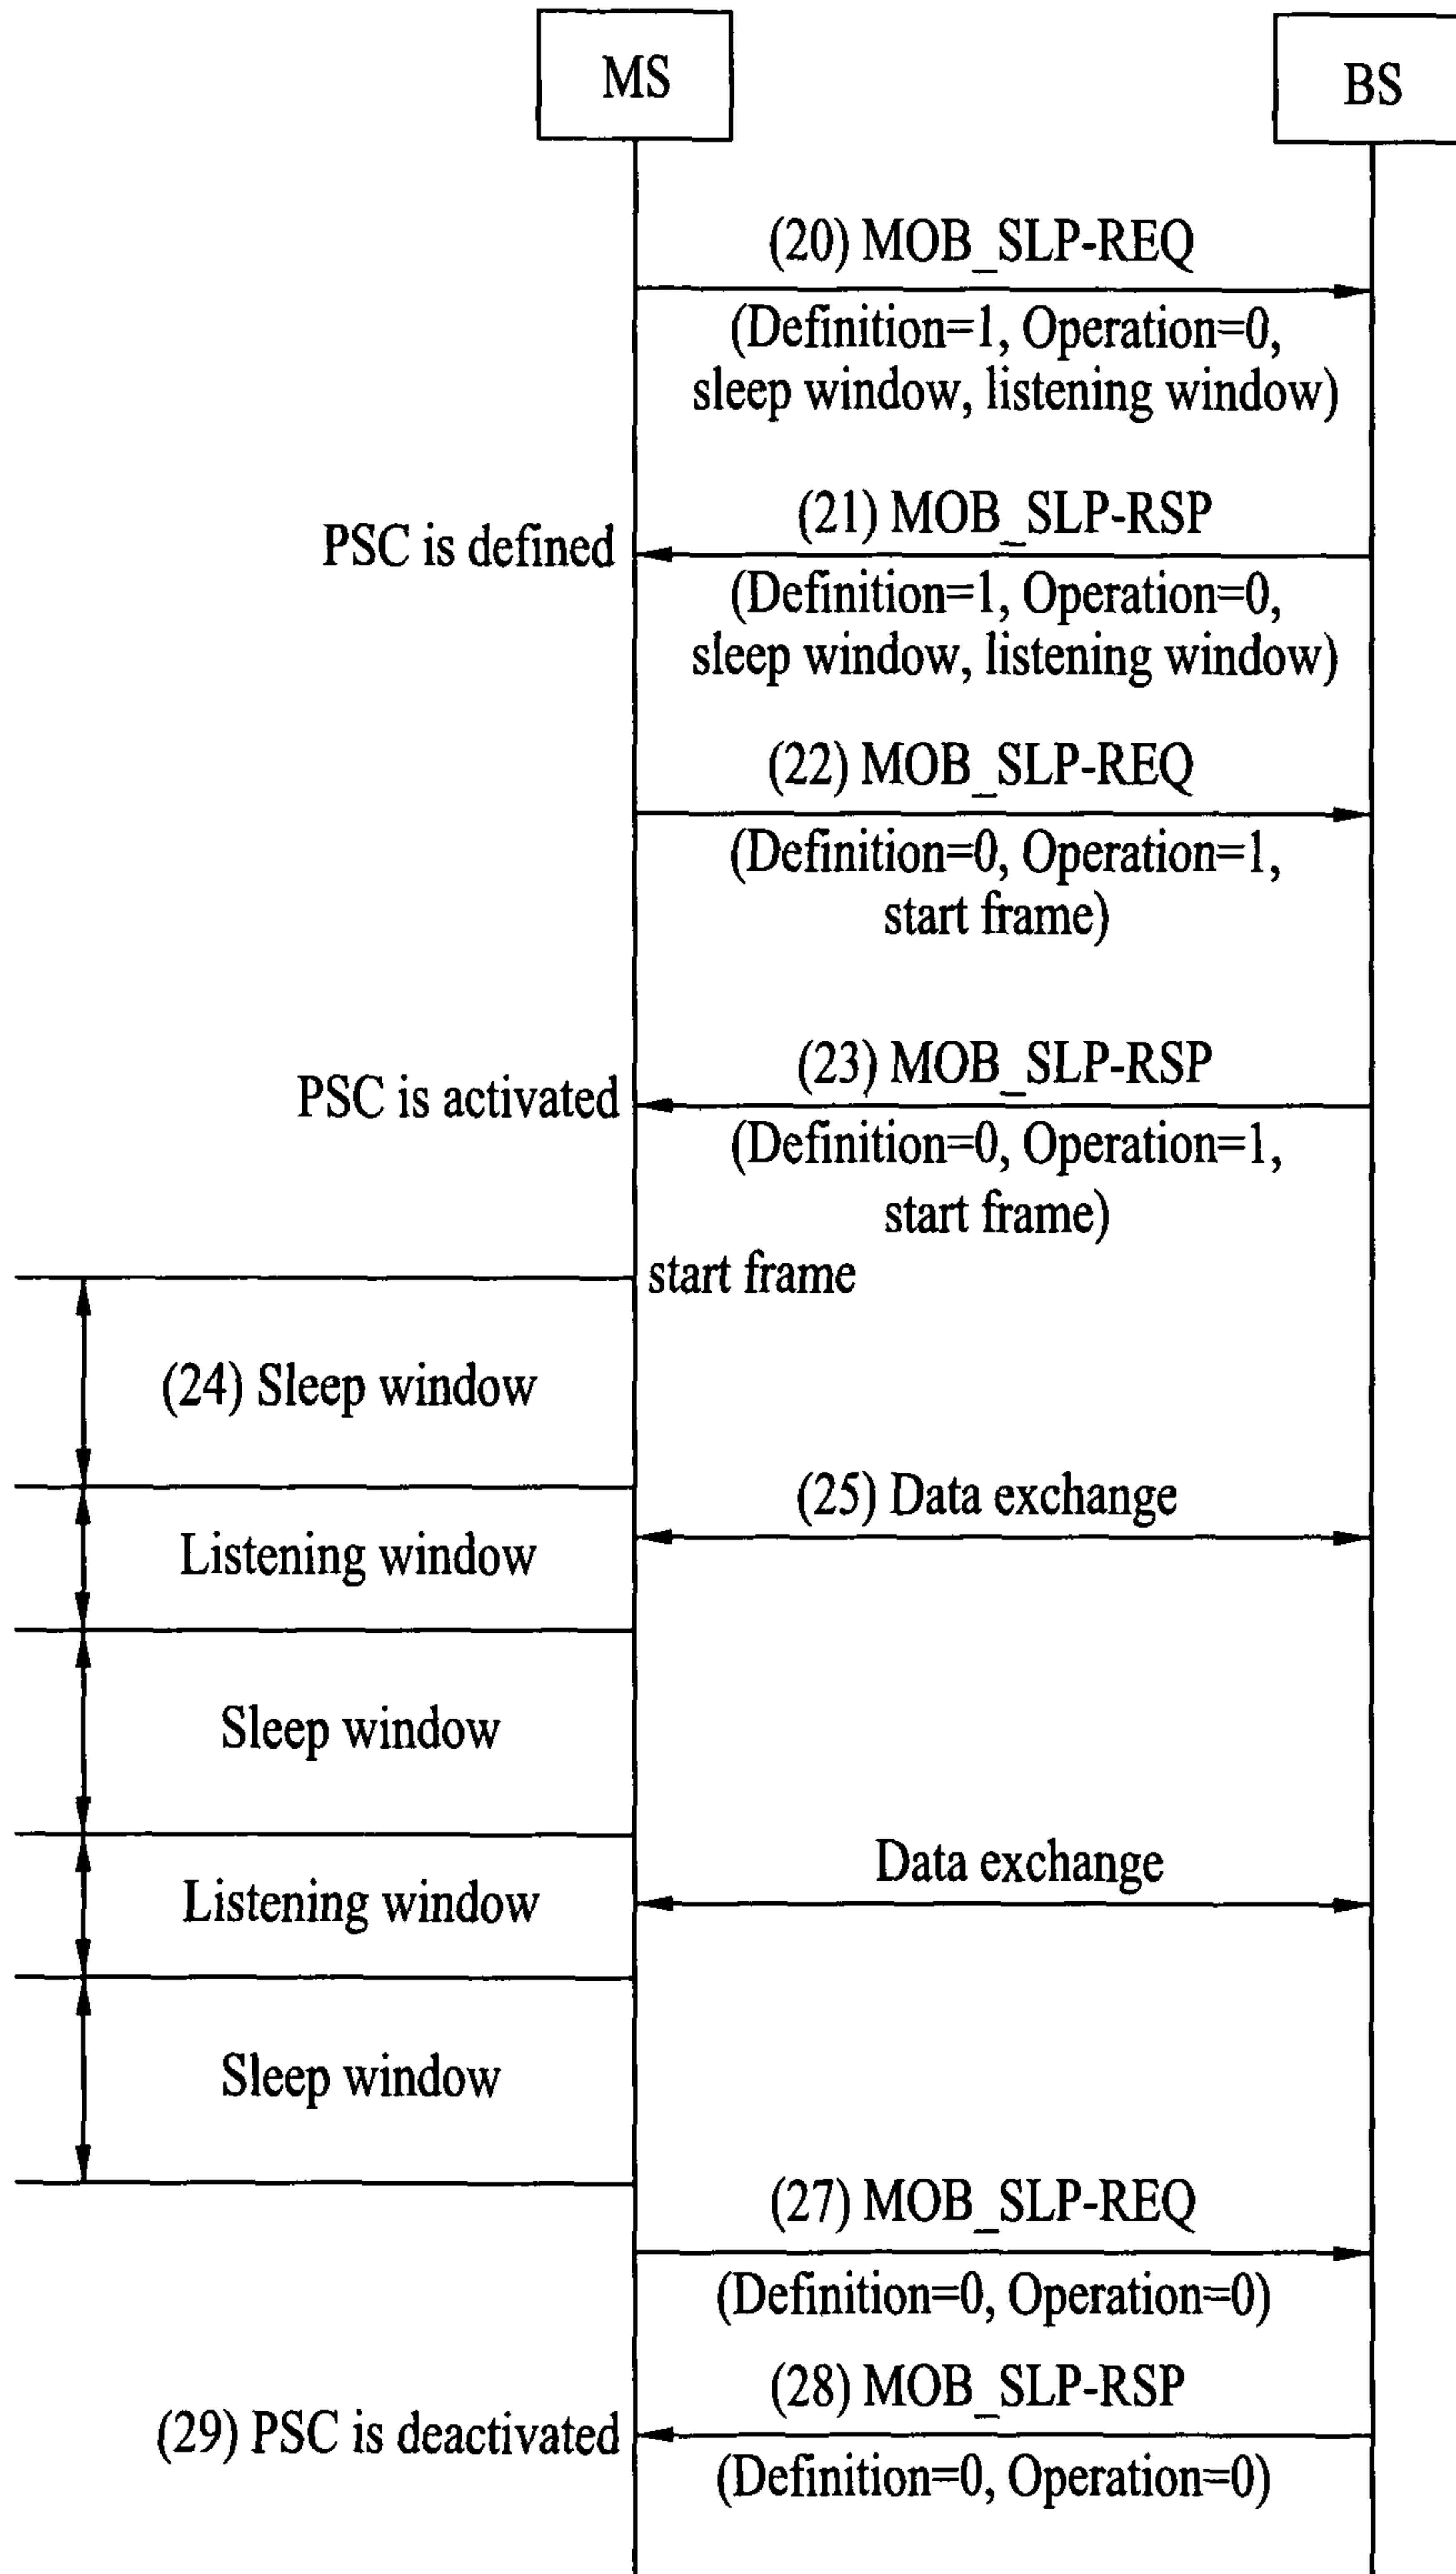 MS
BS
(20) MOB_SLP-REQ
(Definition=1, Operation=0,
sleep window, listening window)
(21) MOB_SLP-RSP
PSC is defined
(Definition=1, Operation=0,
sleep window, listening window)
(22) MOB_SLP-REQ
(Definition=0, Operation=1,
start frame)
(23) MOB_SLP-RSP
PSC is activated
(Definition=0, Operation=1,
start frame)
start frame
(24) Sleep window
(25) Data exchange
Listening window
Sleep window
Data exchange
Listening window
Sleep window
(27) MOB_SLP-REQ
(Definition=0, Operation=0)
(28) MOB_SLP-RSP
(29) PSC is deactivated
(Definition=0, Operation=0)